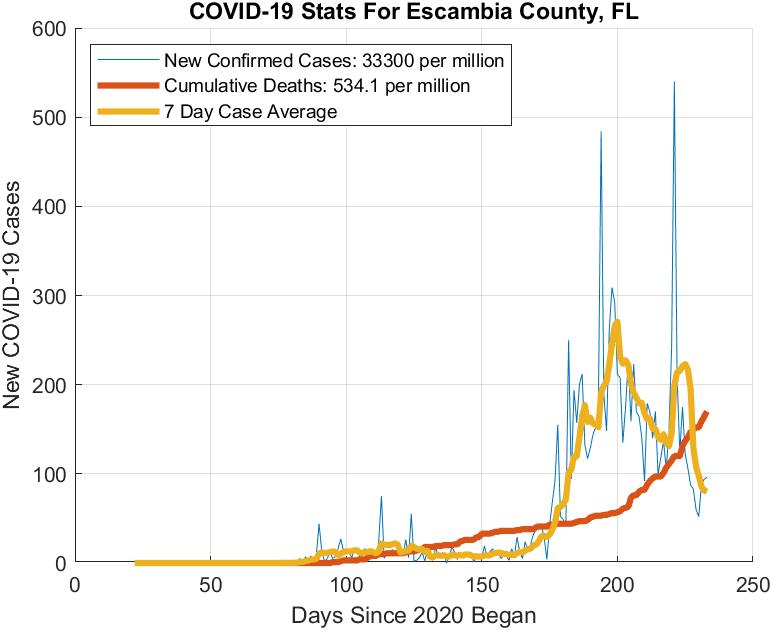 COVID-19 Stats For Escambia County, FL
New Confirmed Cases: 33300 per million
Cumulative Deaths: 534.1 per million
7 Day Case Average
New COVID-19 Cases
600
500
400
300
200
100
0
0 50 100 150 200 250
Days Since 2020 Began